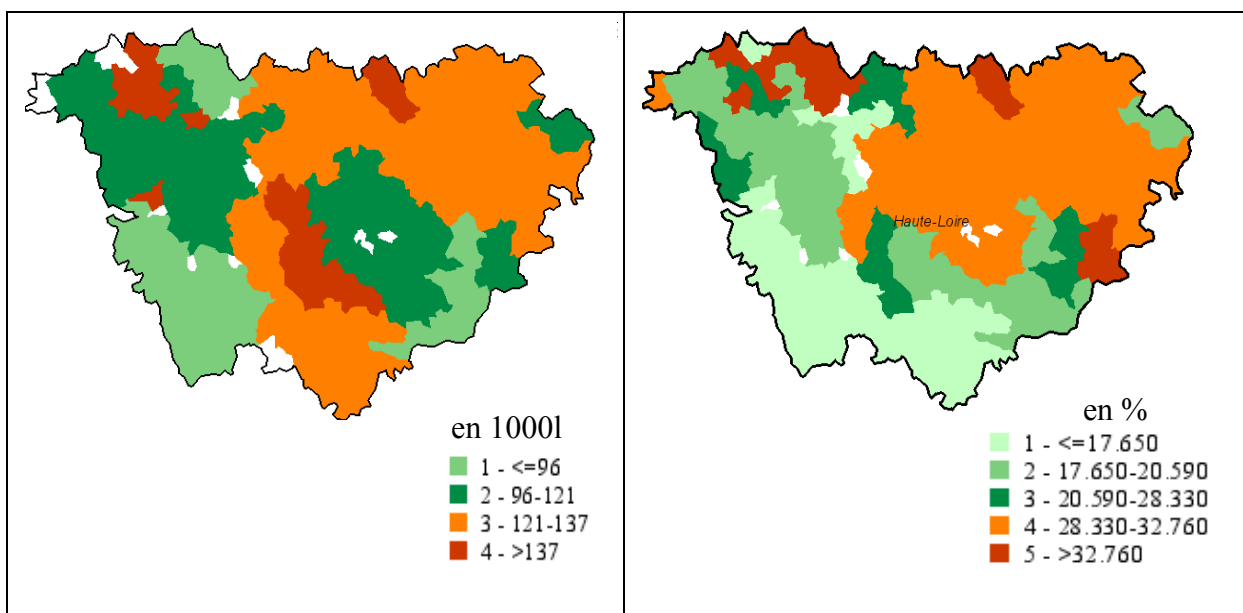 en 1000l
1 - <=96
2 - 96-121
3 - 121-137
4 - >137
Haute-Loire
en %
1 - <=17.650
2 - 17.650-20.590
3 - 20.590-28.330
4 - 28.330-32.760
5 - >32.760